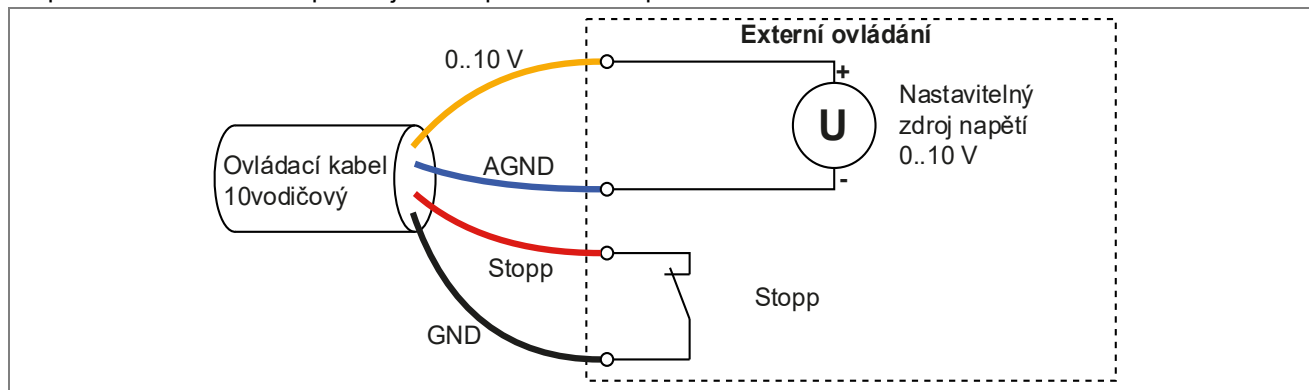 Externí ovládání
0..10 V
+
U
Nastavitelný
zdroj napětí
0..10 V
-
Ovládací kabel
10vodičový
AGND
Stopp
Stopp
GND